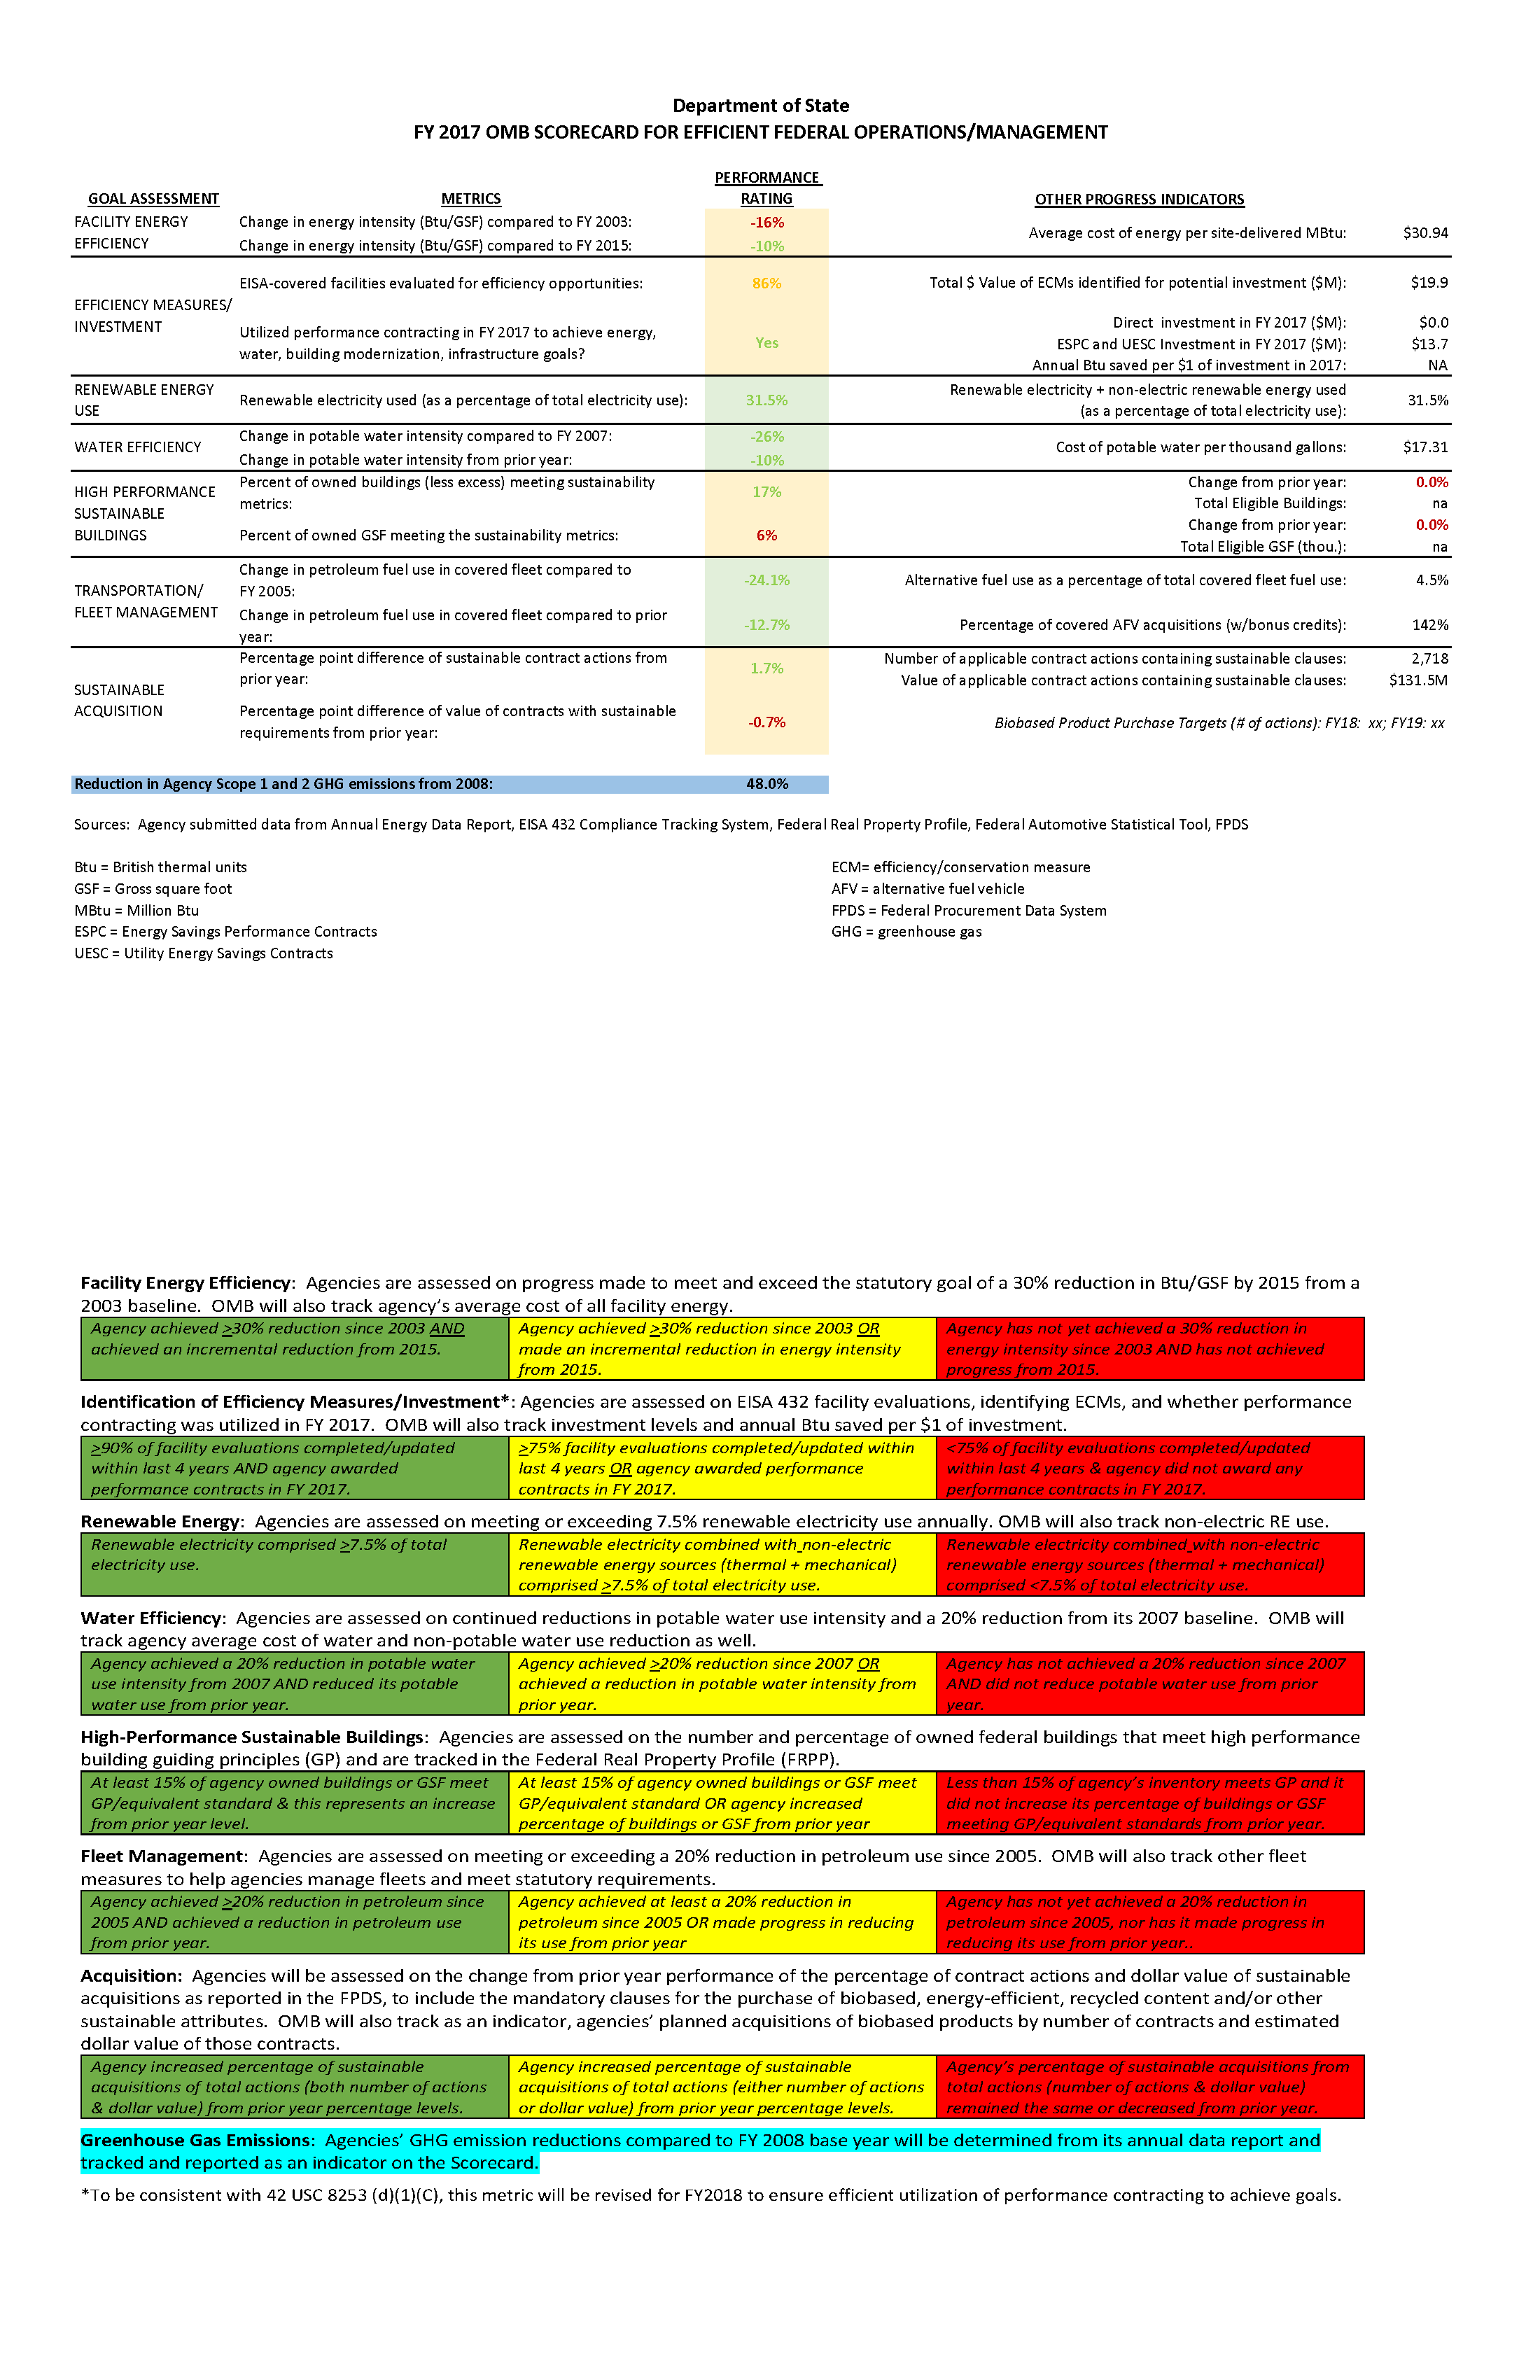 Department of State
FY 2017 OMB SCORECARD FOR EFFICIENT FEDERAL OPERATIONS/MANAGEMENT
GOAL ASSESSMENT METRICS PERFORMANCE RATING OTHER PROGRESS INDICATORS
FACILITY ENERGY EFFICIENCY
Change in energy intensity (Btu/GSF) compared to FY 2003: -16%
Change in energy intensity (Btu/GSF) compared to FY 2015: -10%
Average cost of energy per site-delivered MBtu: $30.94
EFFICIENCY MEASURES/
INVESTMENT
EISA-covered facilities evaluated for efficiency opportunities: 86%
Total $ Value of ECMs identified for potential investment ($M): $19.9
Utilized performance contracting in FY 2017 to achieve energy,
water, building modernization, infrastructure goals? Yes
Direct investment in FY 2017 ($M): $0.0
ESPC and UESC Investment in FY 2017 ($M): $13.7
Annual Btu saved per $1 of investment in 2017: NA
RENEWABLE ENERGY
USE
Renewable electricity used (as a percentage of total electricity use): 31.5%
Renewable electricity + non-electric renewable energy used
(as a percentage of total electricity use): 31.5%
WATER EFFICIENCY
Change in potable water intensity compared to FY 2007: -26%
Change in potable water intensity from prior year: -10%
Cost of potable water per thousand gallons: $17.31
HIGH PERFORMANCE
SUSTAINABLE
BUILDINGS
Percent of owned buildings (less excess) meeting sustainability
metrics: 17%
Change from prior year: 0.0%
Total Eligible Buildings: na
Percent of owned GSF meeting the sustainability metrics: 6%
Change from prior year: 0.0%
Total Eligible GSF (thou.): na
TRANSPORTATION/
FLEET MANAGEMENT
Change in petroleum fuel use in covered fleet compared to
FY 2005: -24.1%
Alternative fuel use as a percentage of total covered fleet fuel use: 4.5%
Change in petroleum fuel use in covered fleet compared to prior
year: -12.7%
Percentage of covered AFV acquisitions (w/bonus credits): 142%
SUSTAINABLE
ACQUISITION
Percentage point difference of sustainable contract actions from
prior year: 1.7%
Number of applicable contract actions containing sustainable clauses: 2,718
Value of applicable contract actions containing sustainable clauses: $131.5M
Percentage point difference of value of contracts with sustainable
requirements from prior year: -0.7%
Biobased Product Purchase Targets (# of actions): FY18: xx; FY19: xx
Reduction in Agency Scope 1 and 2 GHG emissions from 2008: 48.0%
Sources: Agency submitted data from Annual Energy Data Report, EISA 432 Compliance Tracking System, Federal Real Property Profile, Federal Automotive Statistical Tool, FPDS
Btu = British thermal units
GSF = Gross square foot
MBtu = Million Btu
ESPC = Energy Savings Performance Contracts
UESC = Utility Energy Savings Contracts
ECM= efficiency/conservation measure
AFV = alternative fuel vehicle
FPDS = Federal Procurement Data System
GHG = greenhouse gas
Facility Energy Efficiency: Agencies are assessed on progress made to meet and exceed the statutory goal of a 30% reduction in Btu/GSF by 2015 from a
2003 baseline. OMB will also track agency's average cost of all facility energy.
Agency achieved >30% reduction since 2003 AND
achieved an incremental reduction from 2015.
Agency achieved >30% reduction since 2003 OR
made an incremental reduction in energy intensity
from 2015.
Agency has not yet achieved a 30% reduction in
energy intensity since 2003 AND has not achieved
progress from 2015.
Identification of Efficiency Measures/Investment*: Agencies are assessed on EISA 432 facility evaluations, identifying ECMs, and whether performance
contracting was utilized in FY 2017. OMB will also track investment levels and annual Btu saved per $1 of investment.
>90% of facility evaluations completed/updated
within last 4 years AND agency awarded
performance contracts in FY 2017.
>75% facility evaluations completed/updated within
last 4 years OR agency awarded performance
contracts in FY 2017.
<75% of facility evaluations completed/updated
within last 4 years & agency did not award any
performance contracts in FY 2017.
Renewable Energy: Agencies are assessed on meeting or exceeding 7.5% renewable electricity use annually. OMB will also track non-electric RE use.
Renewable electricity comprised >7.5% of total
electricity use.
Renewable electricity combined with non-electric
renewable energy sources (thermal + mechanical)
comprised >7.5% of total electricity use.
Renewable electricity combined with non-electric
renewable energy sources (thermal + mechanical)
comprised <7.5% of total electricity use.
Water Efficiency: Agencies are assessed on continued reductions in potable water use intensity and a 20% reduction from its 2007 baseline. OMB will
track agency average cost of water and non-potable water use reduction as well.
Agency achieved a 20% reduction in potable water
use intensity from 2007 AND reduced its potable
water use from prior year.
Agency achieved >20% reduction since 2007 OR
achieved a reduction in potable water intensity from
prior year.
Agency has not achieved a 20% reduction since 2007
AND did not reduce potable water use from prior
year.
High-Performance Sustainable Buildings: Agencies are assessed on the number and percentage of owned federal buildings that meet high performance
building guiding principles (GP) and are tracked in the Federal Real Property Profile (FRPP).
At least 15% of agency owned buildings or GSF meet
GP/equivalent standard & this represents an increase
from prior year level.
At least 15% of agency owned buildings or GSF meet
GP/equivalent standard OR agency increased
percentage of buildings or GSF from prior year
Less than 15% of agency's inventory meets GP and it
did not increase its percentage of buildings or GSF
meeting GP/equivalent standards from prior year.
Fleet Management: Agencies are assessed on meeting or exceeding a 20% reduction in petroleum use since 2005. OMB will also track other fleet
measures to help agencies manage fleets and meet statutory requirements.
Agency achieved >20% reduction in petroleum since
2005 AND achieved a reduction in petroleum use
from prior year.
Agency achieved at least a 20% reduction in
petroleum since 2005 OR made progress in reducing
its use from prior year
Agency has not yet achieved a 20% reduction in
petroleum since 2005, nor has it made progress in
reducing its use from prior year..
Acquisition: Agencies will be assessed on the change from prior year performance of the percentage of contract actions and dollar value of sustainable
acquisitions as reported in the FPDS, to include the mandatory clauses for the purchase of biobased, energy-efficient, recycled content and/or other
sustainable attributes. OMB will also track as an indicator, agencies' planned acquisitions of biobased products by number of contracts and estimated
dollar value of those contracts.
Agency increased percentage of sustainable
acquisitions of total actions (both number of actions
& dollar value) from prior year percentage levels.
Agency increased percentage of sustainable
acquisitions of total actions (either number of actions
or dollar value) from prior year percentage levels.
Agency's percentage of sustainable acquisitions from
total actions (number of actions & dollar value)
remained the same or decreased from prior year.
Greenhouse Gas Emissions: Agencies' GHG emission reductions compared to FY 2008 base year will be determined from its annual data report and
tracked and reported as an indicator on the Scorecard.
*To be consistent with 42 USC 8253 (d)(1)(C), this metric will be revised for FY2018 to ensure efficient utilization of performance contracting to achieve goals.